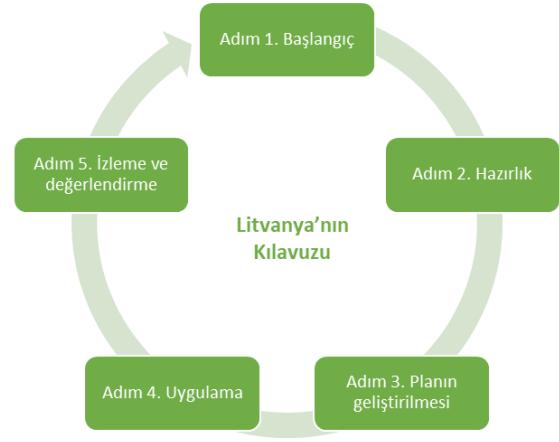 Adım 1. Başlangıç
Adım 2. Hazırlık
Adım 3. Planın
geliştirilmesi
Adım 4. Uygulama
Adım 5. İzleme ve
değerlendirme
Litvanya’nın
Kılavuzu